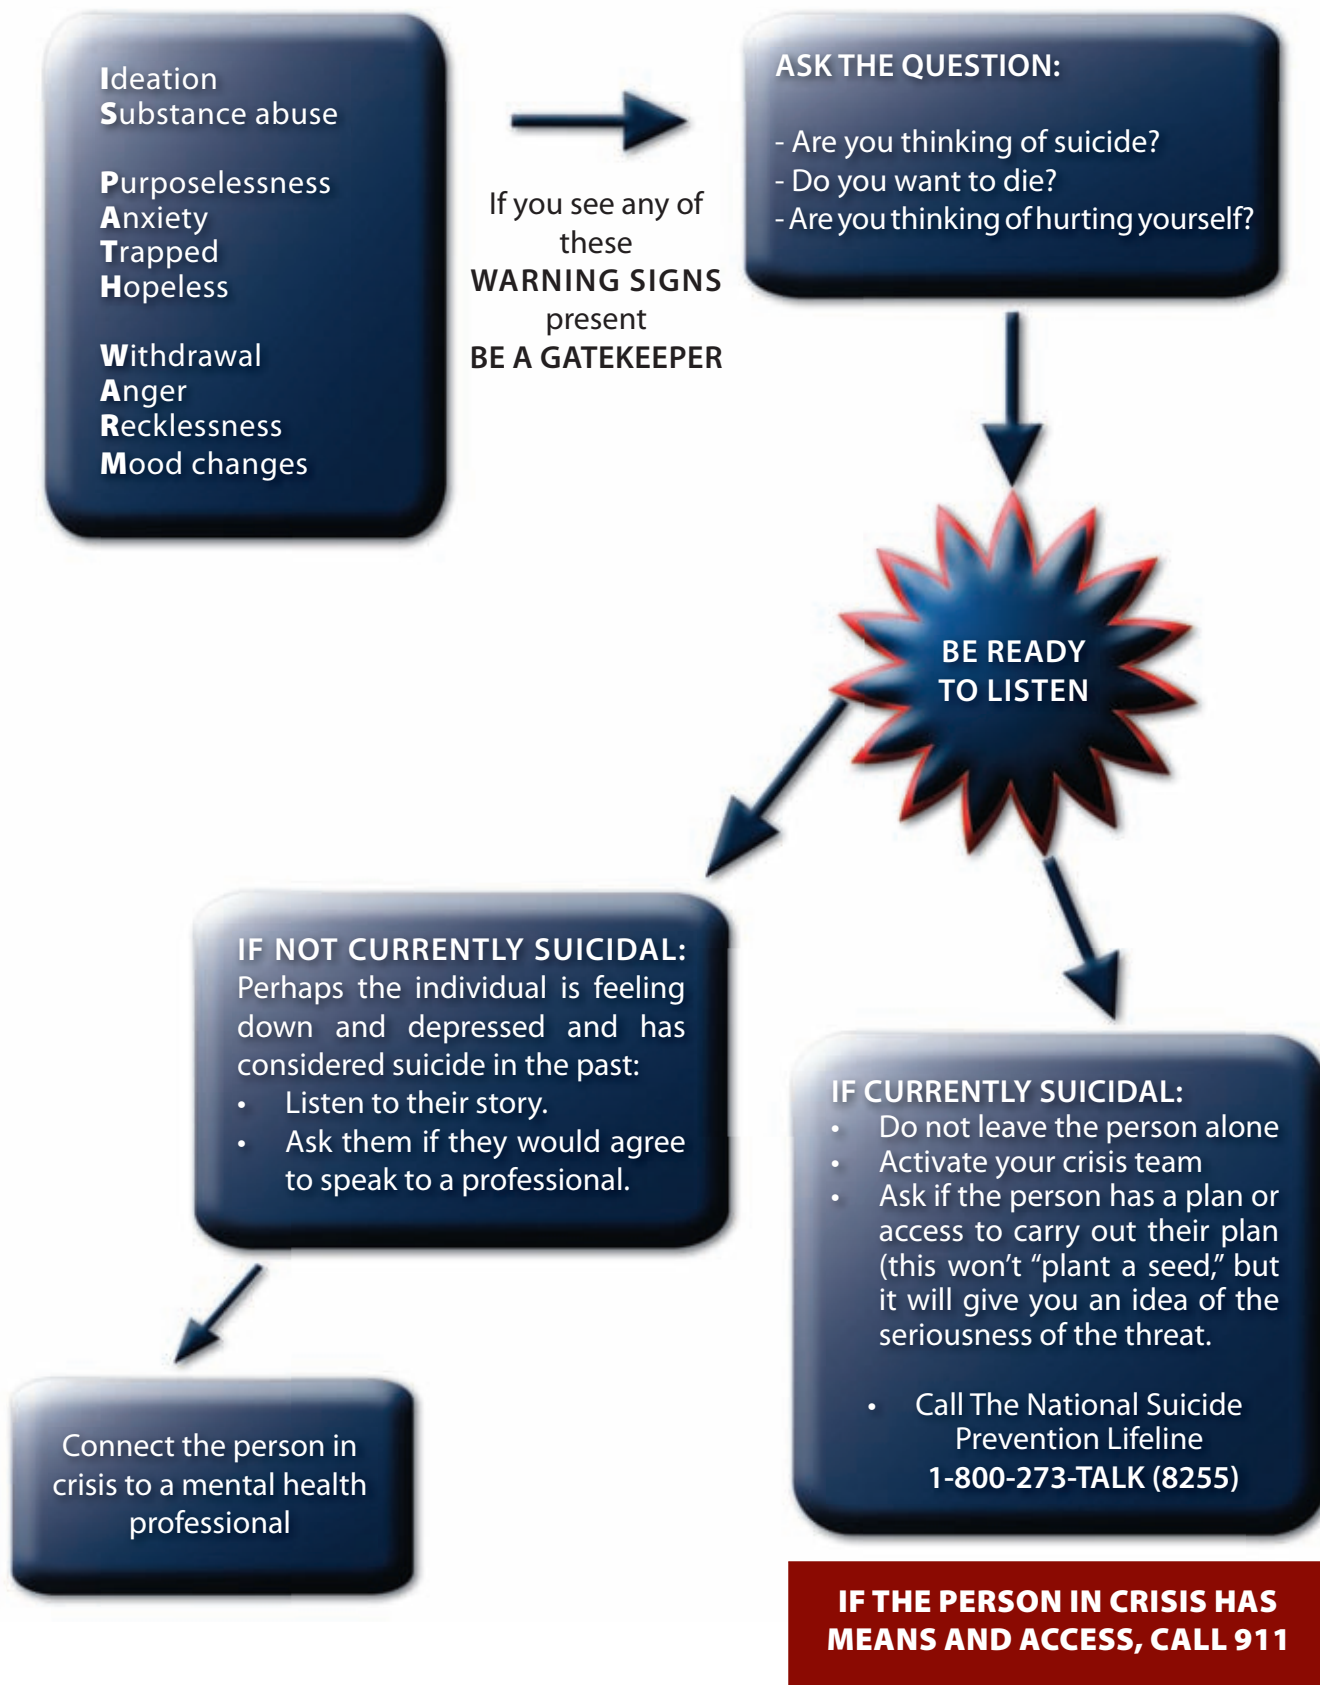 Ideation
Substance abuse
Purposelessness
Anxiety
Trapped
Hopeless
Withdrawal
Anger
Recklessness
Mood changes
If you see any of
these
WARNING SIGNS
present
BE A GATEKEEPER
ASK THE QUESTION:
- Are you thinking of suicide?
- Do you want to die?
- Are you thinking of hurting yourself?
BE READY
TO LISTEN
IF NOT CURRENTLY SUICIDAL:
Perhaps the individual is feeling
down and depressed and has
considered suicide in the past:
• Listen to their story.
• Ask them if they would agree
to speak to a professional.
Connect the person in
crisis to a mental health
professional
IF CURRENTLY SUICIDAL:
• Do not leave the person alone
• Activate your crisis team
• Ask if the person has a plan or
access to carry out their plan
(this won’t “plant a seed,” but
it will give you an idea of the
seriousness of the threat.
• Call The National Suicide
Prevention Lifeline
1-800-273-TALK (8255)
IF THE PERSON IN CRISIS HAS
MEANS AND ACCESS, CALL 911